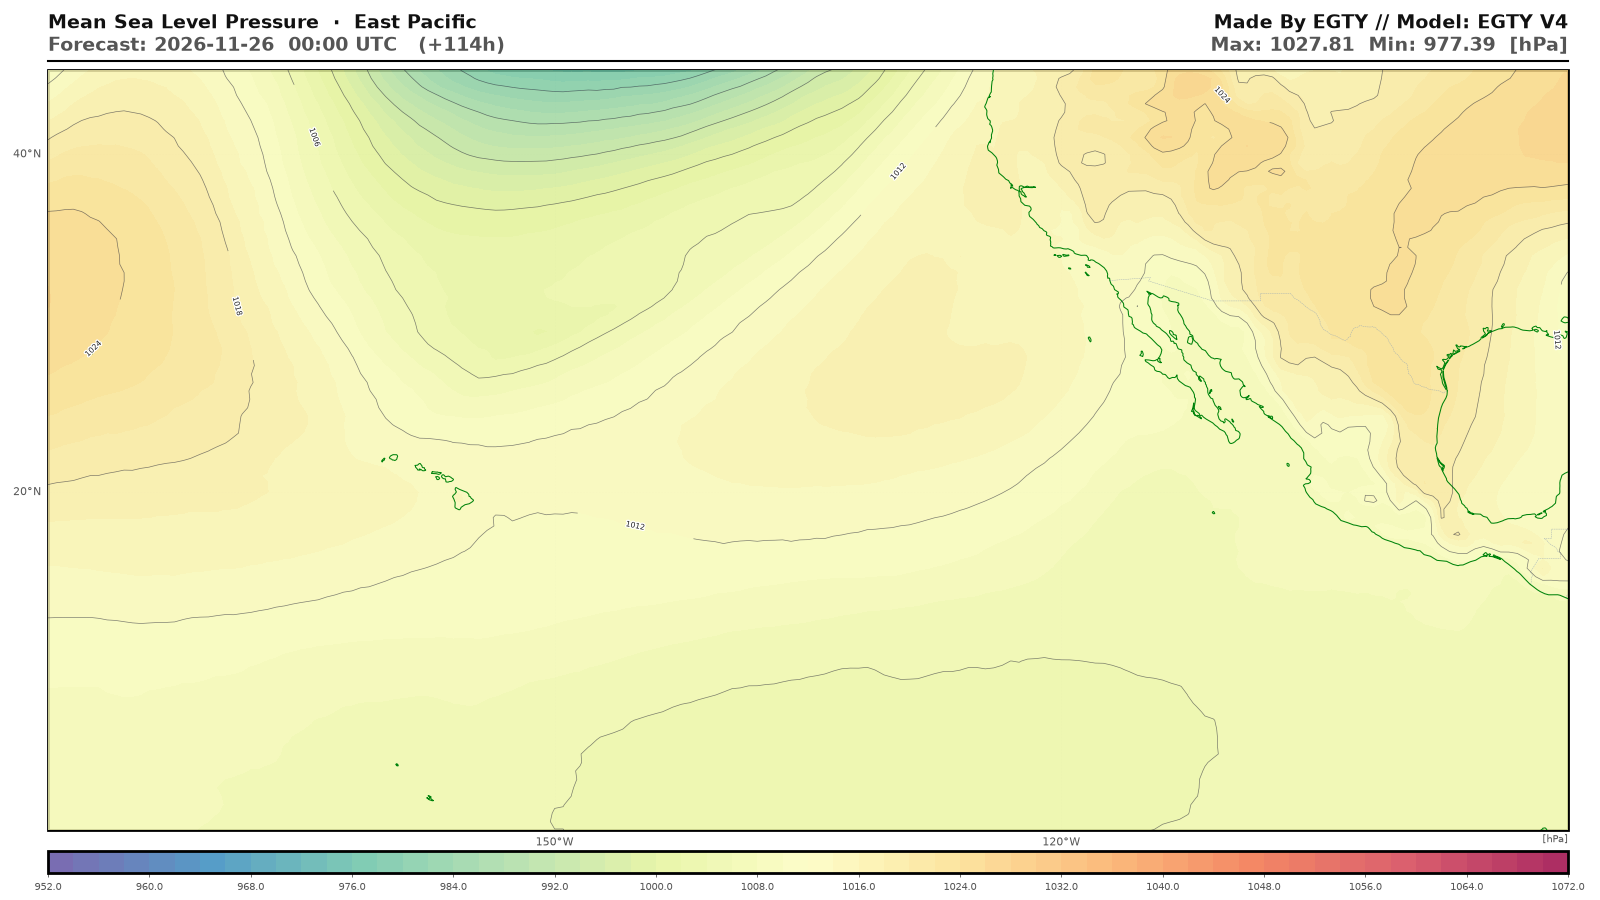 Mean Sea Level Pressure · East Pacific
Made By EGTY // Model: EGTY V4
Forecast: 2026-11-26 00:00 UTC (+114h)
Max: 1027.81 Min: 977.39 [hPa]
1024
1006
40°N
1012
1018
1024
1012
20°N
1012
150°W
120°W
[hPa]
952.0
960.0
968.0
976.0
984.0
992.0
1000.0
1008.0
1016.0
1024.0
1032.0
1040.0
1048.0
1056.0
1064.0
1072.0